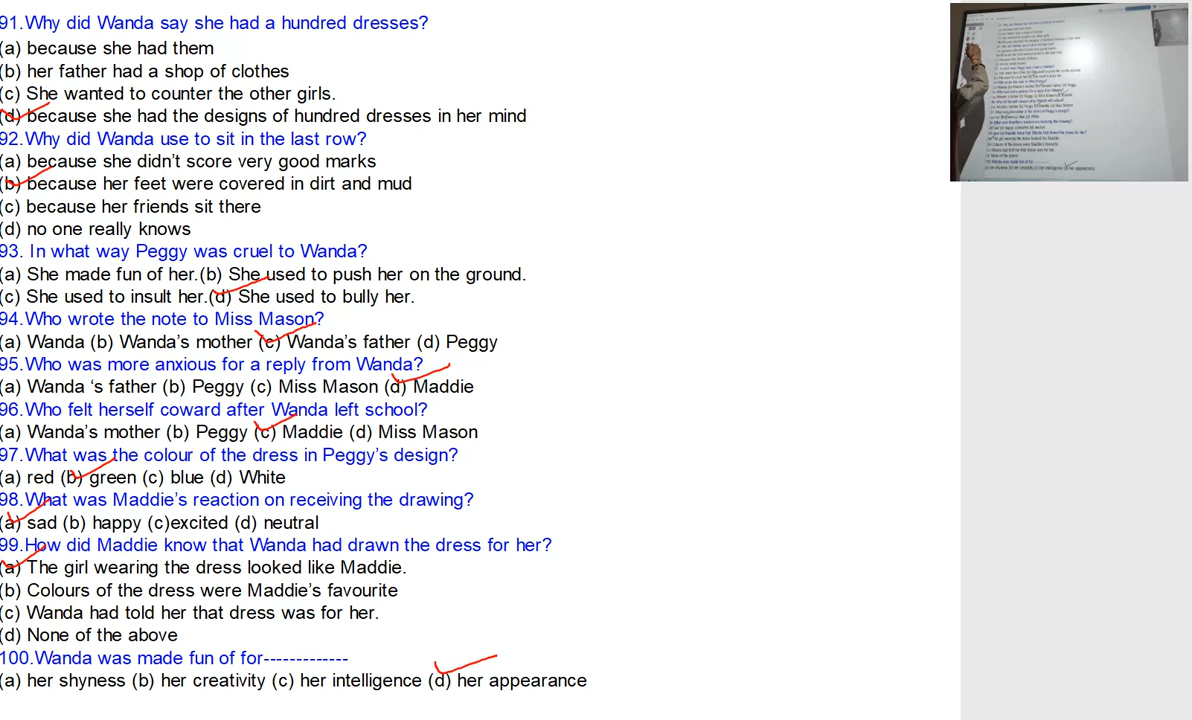 91.Why did Wanda say she had a hundred dresses?
(a) because she had them
(b) her father had a shop of clothes
(c) She wanted to counter the other girls.
(d) because she had the designs of hundred dresses in her mind
92.Why did Wanda use to sit in the last row?
(a) because she didn't score very good marks
(b) because her feet were covered in dirt and mud
(c) because her friends sit there
(d) no one really knows
93. In what way Peggy was cruel to Wanda?
(a) She made fun of her.(b) She used to push her on the ground.
(c) She used to insult her.(d) She used to bully her.
94.Who wrote the note to Miss Mason?
(a) Wanda (b) Wanda's mother (c) Wanda's father (d) Peggy
95.Who was more anxious for a reply from Wanda?
(a) Wanda ‘s father (b) Peggy (c) Miss Mason (d) Maddie
96.Who felt herself coward after Wanda left school?
(a) Wanda's mother (b) Peggy (c) Maddie (d) Miss Mason
97.What was the colour of the dress in Peggy's design?
(a) red (b) green (c) blue (d) White
98.What was Maddie's reaction on receiving the drawing?
(a) sad (b) happy (c)excited (d) neutral
99.How did Maddie know that Wanda had drawn the dress for her?
(a) The girl wearing the dress looked like Maddie.
(b) Colours of the dress were Maddie's favourite
(c) Wanda had told her that dress was for her.
(d) None of the above
100.Wanda was made fun of for-------------
(a) her shyness (b) her creativity (c) her intelligence (d) her appearance